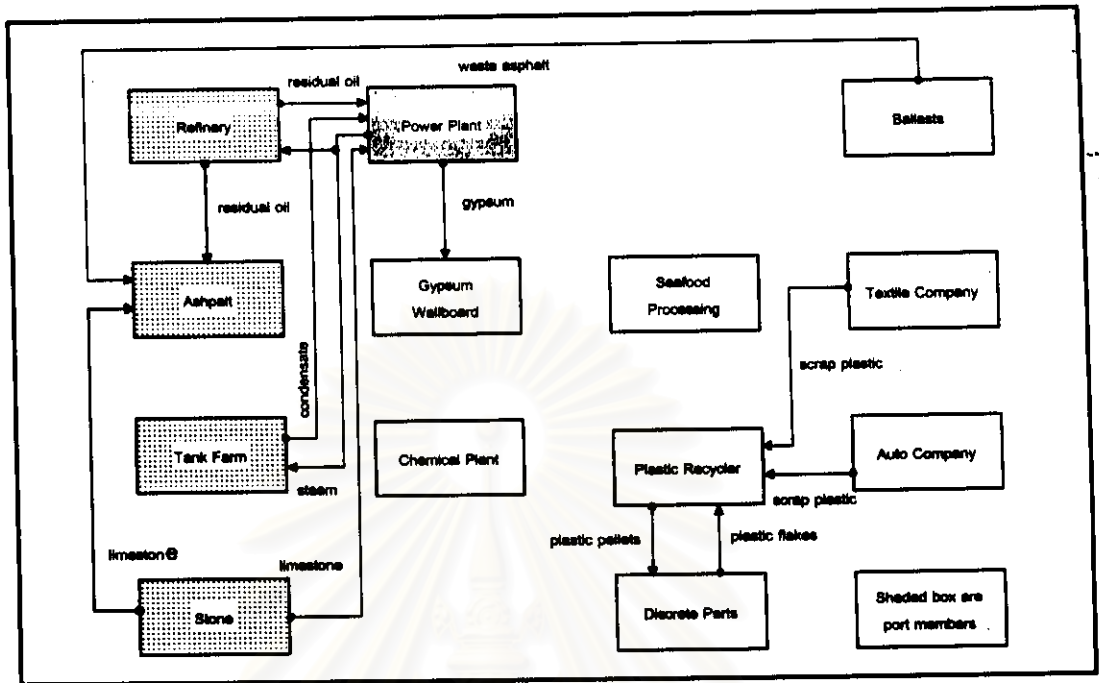 waste asphalt
residual oil
Refinery
Power Plant
Ballasts
residual oil
gypsum
Ashpalt
Gypsum
Wallboard
Seafood
Processing
Textile Company
condensate
scrap plastic
Tank Farm
Chemical Plant
Plastic Recycler
Auto Company
steam
scrap plastic
plastic pellets
plastic flakes
limestone
limestone
Stone
Discrete Parts
Shaded box are
port members